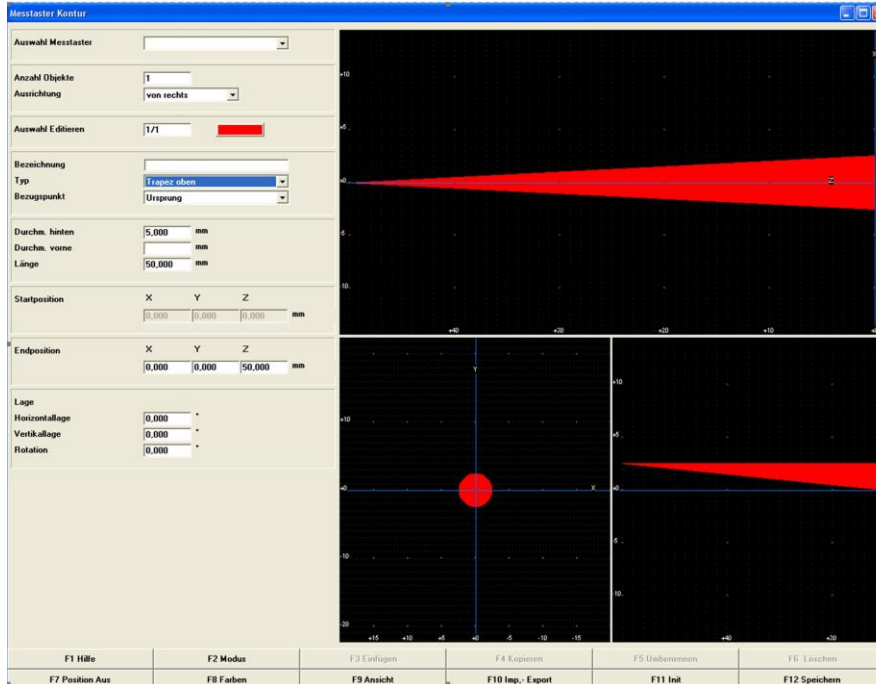 Messtaster Kontur
Auswahl Messtaster
Anzahl Objekte 1
Ausrichtung von rechts
Auswahl Editieren 1/1
Bezeichnung
Typ Trapez oben
Bezugspunkt Ursprung
Durchm. hinten 5,000 mm
Durchm. vorne mm
Länge 50,000 mm
Startposition X Y Z
0,000 0,000 0,000 mm
Endposition X Y Z
0,000 0,000 50,000 mm
Lage
Horizontallage 0,000 °
Vertikallage 0,000 °
Rotation 0,000 °
+10
+5
+0
Z
-5
-10
+40 +30 +20 +10
Y
+10
+0
X
-10
-20
+15 +10 +5 +0 -5 -10 -15
+10
+5
+0
-5
-10
+40 +30
F1 Hilfe F2 Modus F3 Einfügen F4 Kopieren F5 Umbenennen F6 Löschen
F7 Position Aus F8 Farben F9 Ansicht F10 Imp,- Export F11 Init F12 Speichern